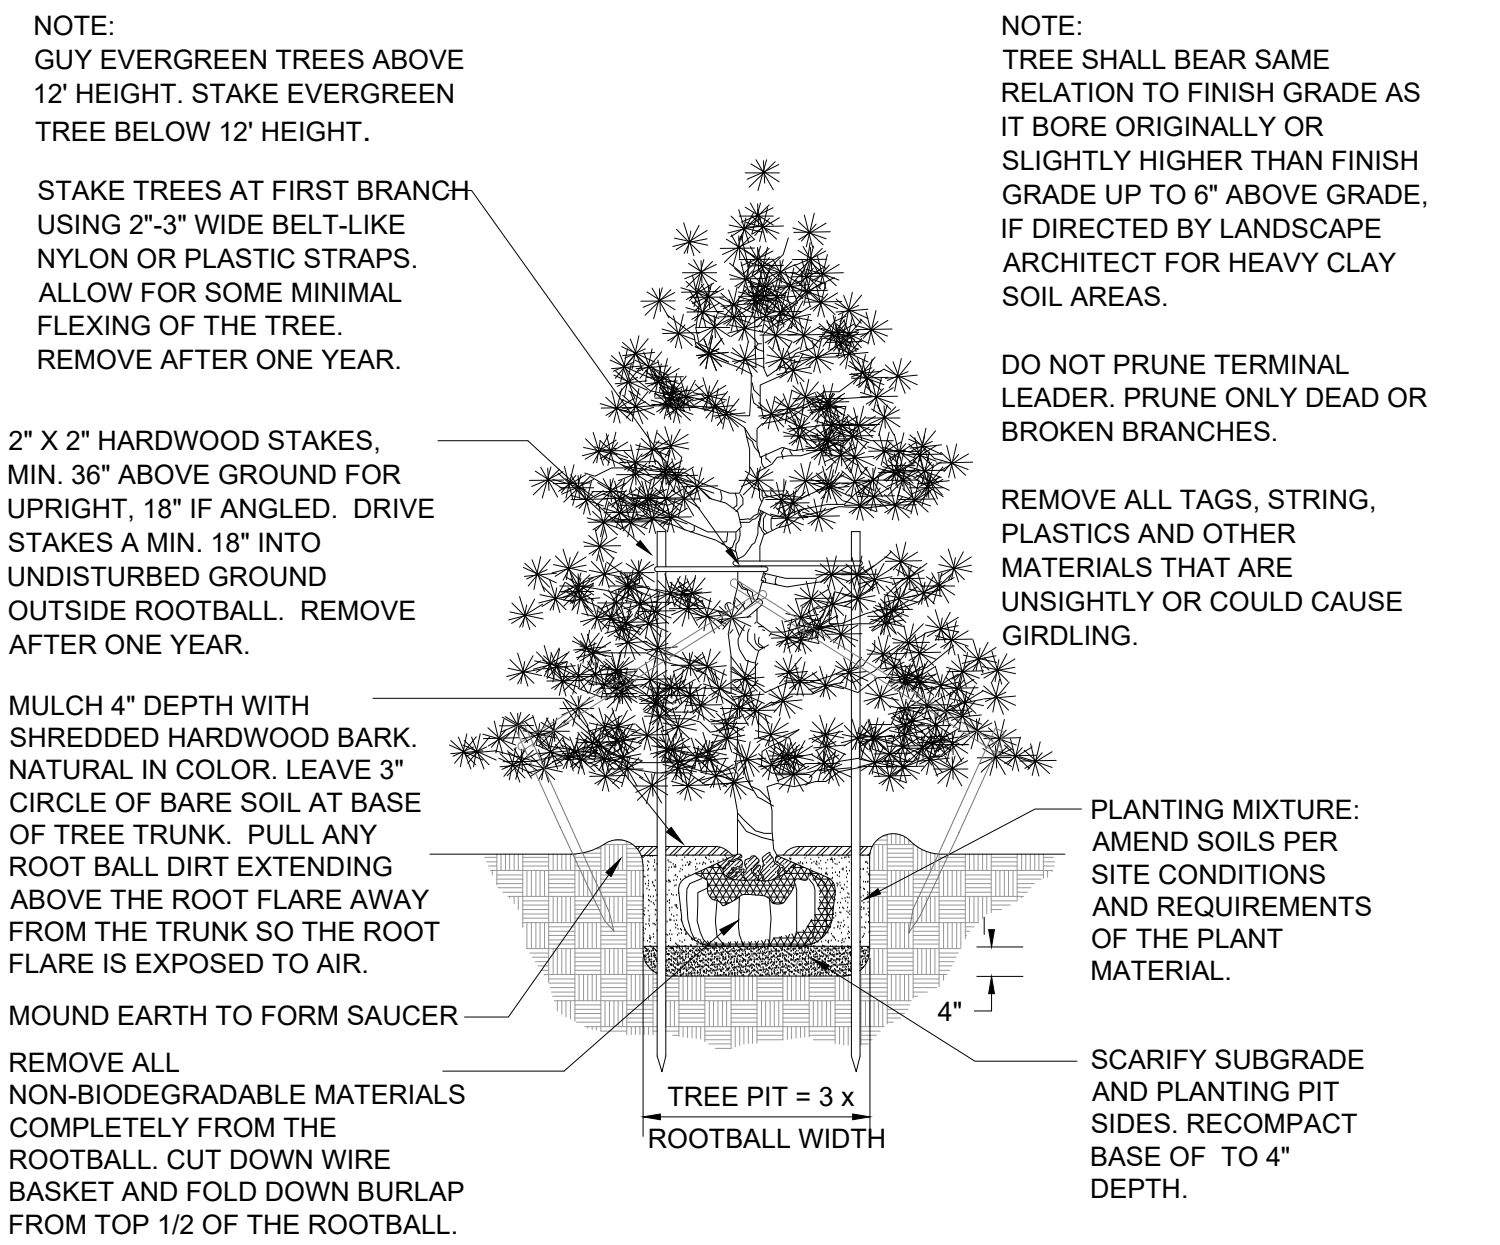 NOTE:
GUY EVERGREEN TREES ABOVE
12' HEIGHT. STAKE EVERGREEN
TREE BELOW 12' HEIGHT.
STAKE TREES AT FIRST BRANCH
USING 2"-3" WIDE BELT-LIKE
NYLON OR PLASTIC STRAPS.
ALLOW FOR SOME MINIMAL
FLEXING OF THE TREE.
REMOVE AFTER ONE YEAR.
2" X 2" HARDWOOD STAKES,
MIN. 36" ABOVE GROUND FOR
UPRIGHT, 18" IF ANGLED. DRIVE
STAKES A MIN. 18" INTO
UNDISTURBED GROUND
OUTSIDE ROOTBALL. REMOVE
AFTER ONE YEAR.
MULCH 4" DEPTH WITH
SHREDDED HARDWOOD BARK.
NATURAL IN COLOR. LEAVE 3"
CIRCLE OF BARE SOIL AT BASE
OF TREE TRUNK. PULL ANY
ROOT BALL DIRT EXTENDING
ABOVE THE ROOT FLARE AWAY
FROM THE TRUNK SO THE ROOT
FLARE IS EXPOSED TO AIR.
MOUND EARTH TO FORM SAUCER
REMOVE ALL
NON-BIODEGRADABLE MATERIALS
COMPLETELY FROM THE
ROOTBALL. CUT DOWN WIRE
BASKET AND FOLD DOWN BURLAP
FROM TOP 1/2 OF THE ROOTBALL.
TREE PIT = 3 x
ROOTBALL WIDTH
NOTE:
TREE SHALL BEAR SAME
RELATION TO FINISH GRADE AS
IT BORE ORIGINALLY OR
SLIGHTLY HIGHER THAN FINISH
GRADE UP TO 6" ABOVE GRADE,
IF DIRECTED BY LANDSCAPE
ARCHITECT FOR HEAVY CLAY
SOIL AREAS.
DO NOT PRUNE TERMINAL
LEADER. PRUNE ONLY DEAD OR
BROKEN BRANCHES.
REMOVE ALL TAGS, STRING,
PLASTICS AND OTHER
MATERIALS THAT ARE
UNSIGHTLY OR COULD CAUSE
GIRDLING.
PLANTING MIXTURE:
AMEND SOILS PER
SITE CONDITIONS
AND REQUIREMENTS
OF THE PLANT
MATERIAL.
4"
SCARIFY SUBGRADE
AND PLANTING PIT
SIDES. RECOMPACT
BASE OF TO 4"
DEPTH.